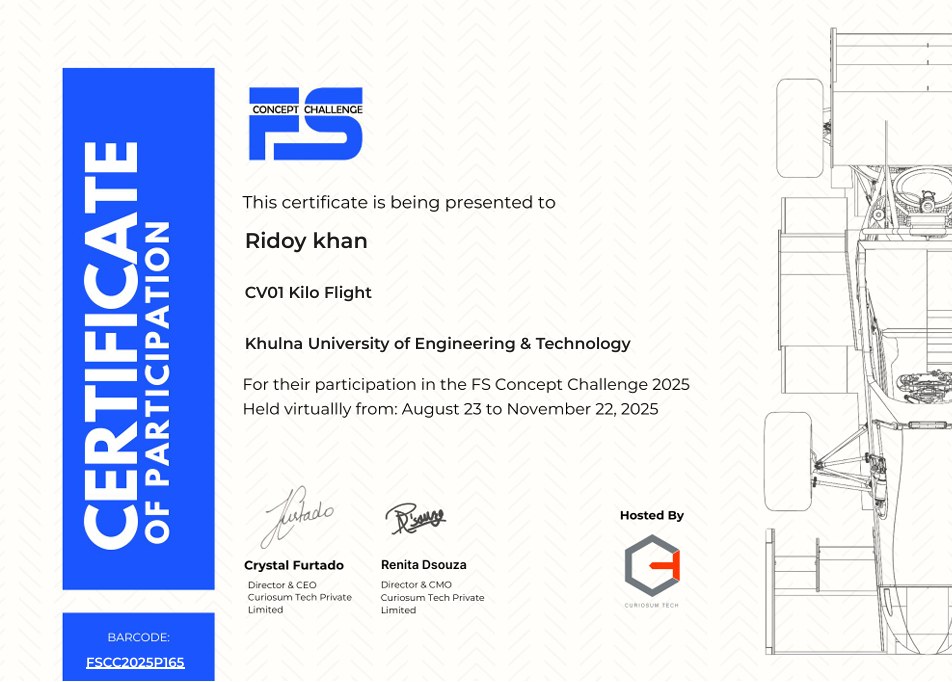 CERTIFICATE
OF PARTICIPATION
CONCEPT CHALLENGE
FS
This certificate is being presented to
Ridoy khan
CV01 Kilo Flight
Khulna University of Engineering & Technology
For their participation in the FS Concept Challenge 2025
Held virtuallly from: August 23 to November 22, 2025
Furtado
R.D'souza
Crystal Furtado
Director & CEO
Curiosum Tech Private
Limited
Renita Dsouza
Director & CMO
Curiosum Tech Private
Limited
Hosted By
CURIOSUM TECH
BARCODE:
FSCC2025P165